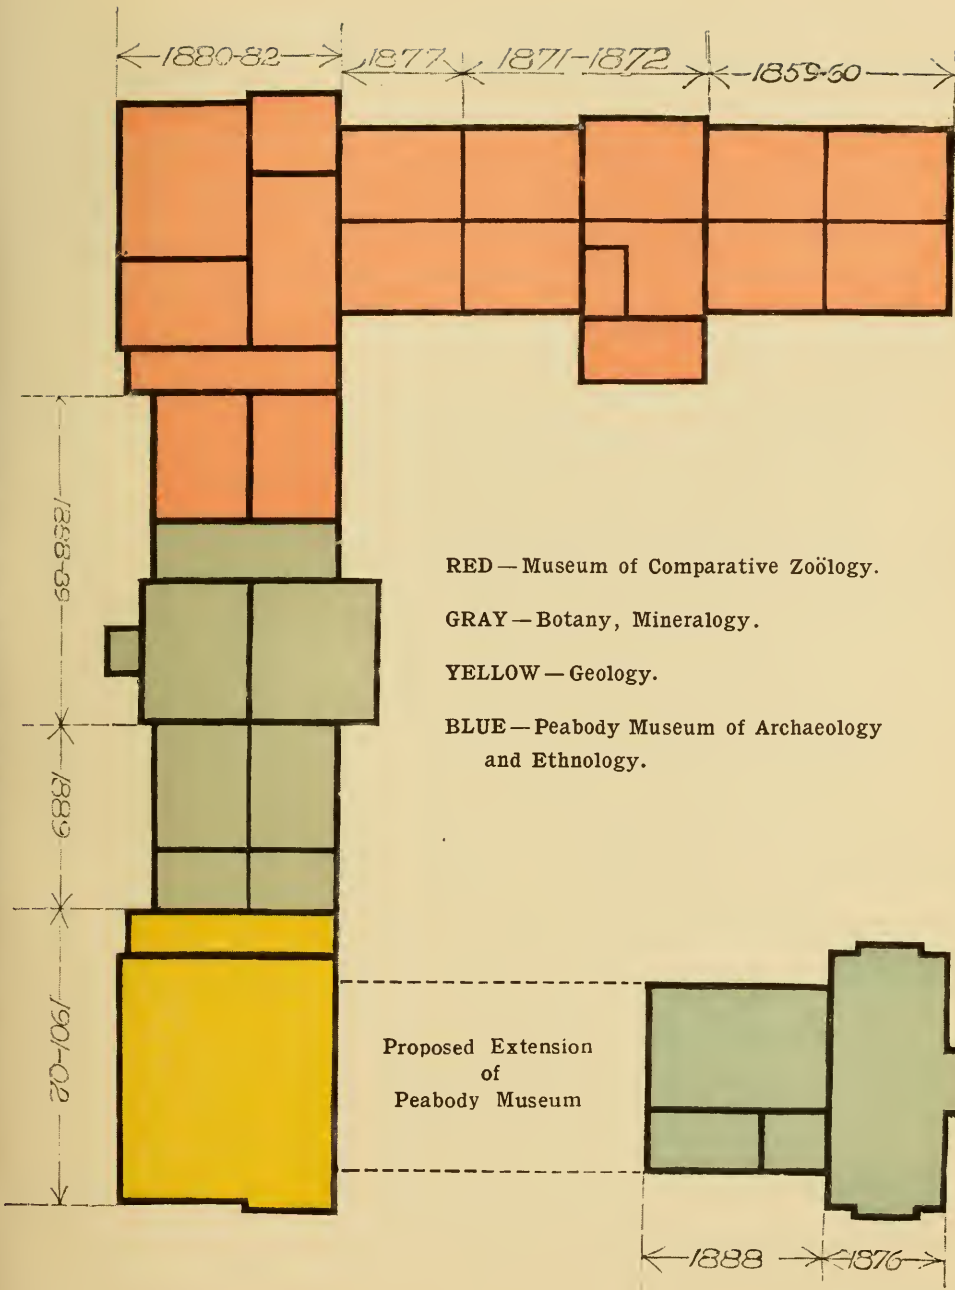 1880-82
1877
1871-1872
1859-60
1888-89
RED — Museum of Comparative Zoölogy.
GRAY — Botany, Mineralogy.
YELLOW — Geology.
BLUE — Peabody Museum of Archaeology
and Ethnology.
1889
1901-02
Proposed Extension
of
Peabody Museum
1888
1876